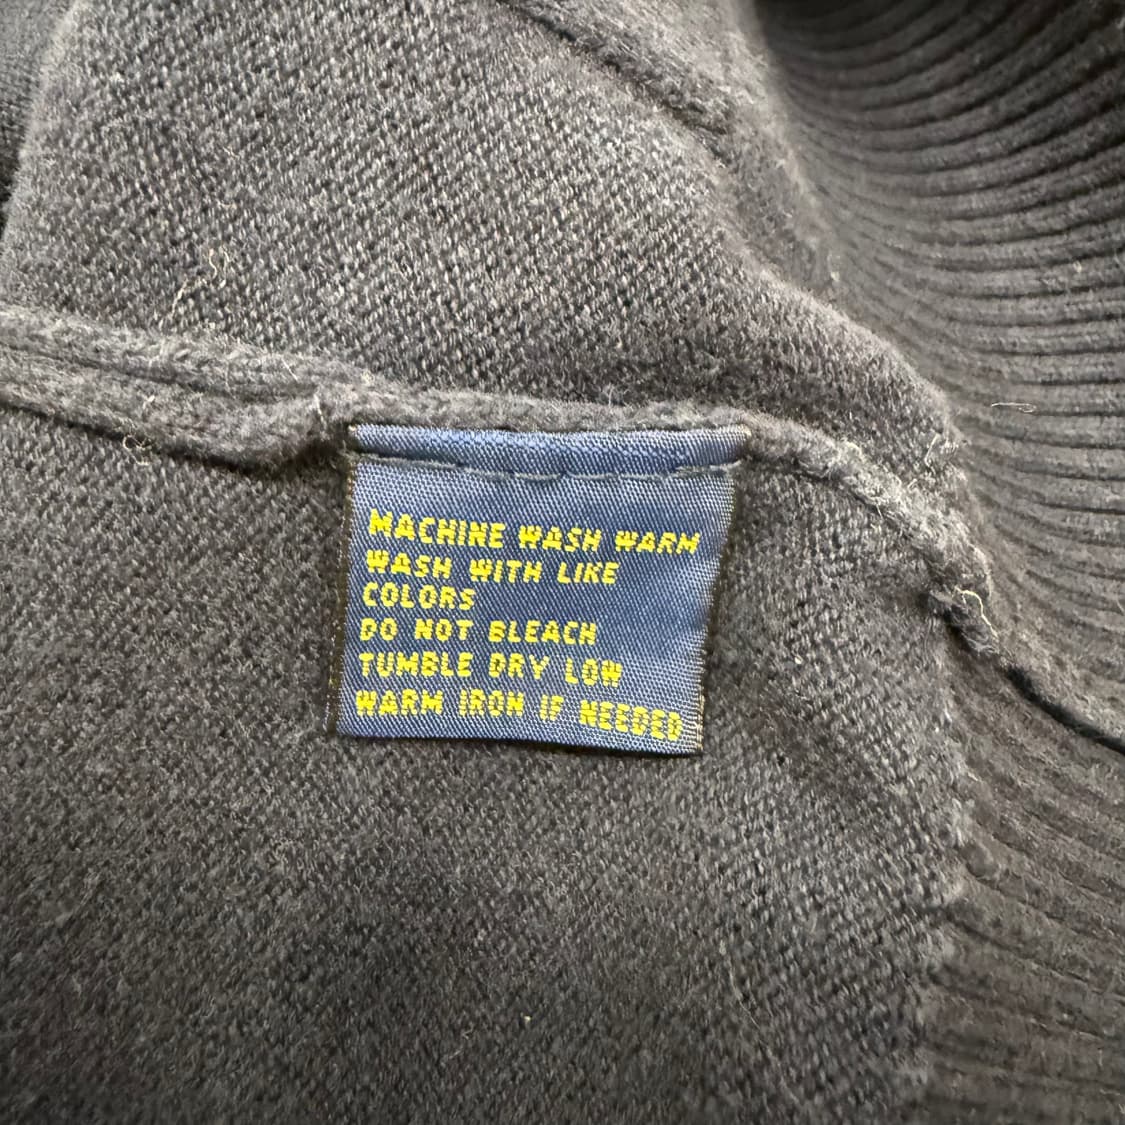 MACHINE WASH WARM
WASH WITH LIKE
COLORS
DO NOT BLEACH
TUMBLE DRY LOW
WARM IRON IF NEEDED